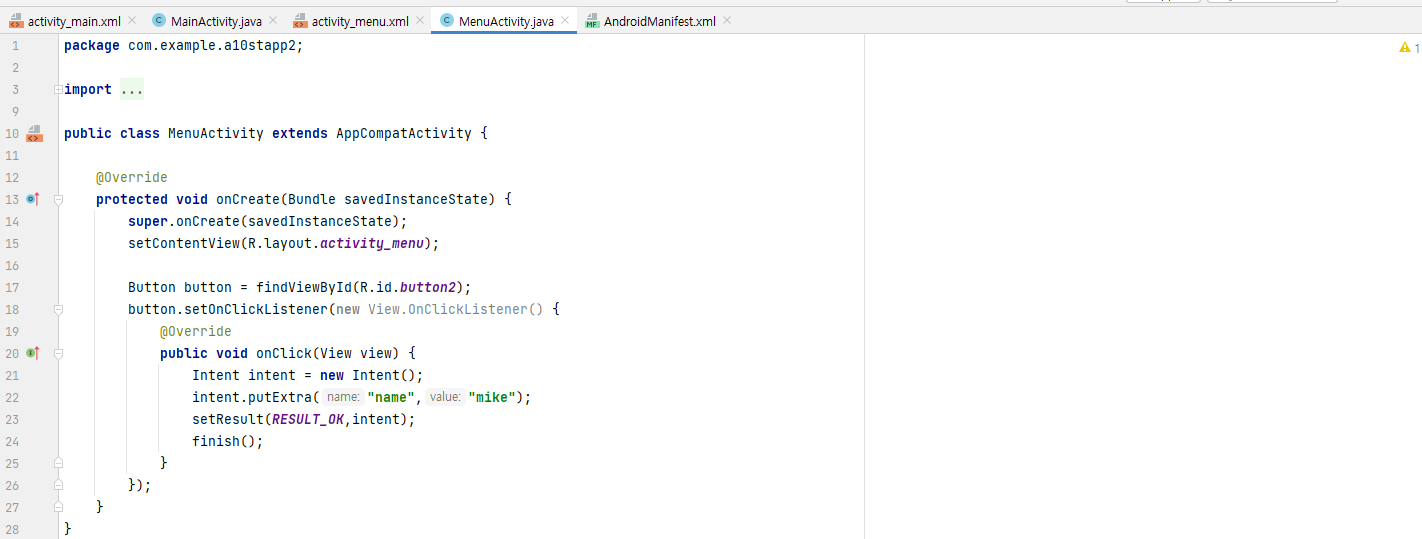 activity_main.xml MainActivity.java activity_menu.xml MenuActivity.java AndroidManifest.xml
1 package com.example.a10stapp2; 1
2
3 import ...
9
10 public class MenuActivity extends AppCompatActivity {
11
12 @Override
13 protected void onCreate(Bundle savedInstanceState) {
14 super.onCreate(savedInstanceState);
15 setContentView(R.layout.activity_menu);
16
17 Button button = findViewById(R.id.button2);
18 button.setOnClickListener(new View.OnClickListener() {
19 @Override
20 public void onClick(View view) {
21 Intent intent = new Intent();
22 intent.putExtra( name: "name", value: "mike");
23 setResult(RESULT_OK,intent);
24 finish();
25 }
26 });
27 }
28 }